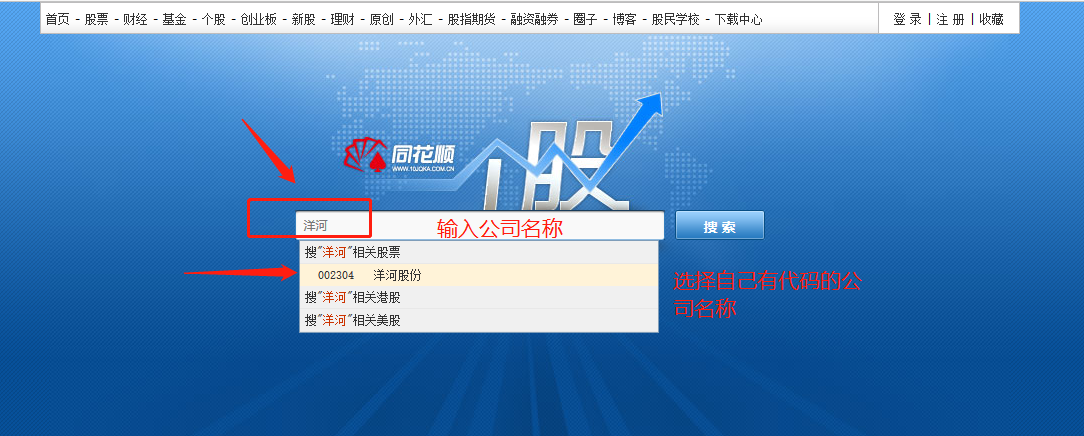 首页 - 股票 - 财经 - 基金 - 个股 - 创业板 - 新股 - 理财 - 原创 - 外汇 - 股指期货 - 融资融券 - 圈子 - 博客 - 股民学校 - 下载中心
登 录 | 注 册 | 收藏
i股
同花顺
WWW.10JQKA.COM.CN
洋河
输入公司名称
搜 索
搜"洋河"相关股票
002304 洋河股份
搜"洋河"相关港股
搜"洋河"相关美股
选择自己有代码的公
司名称